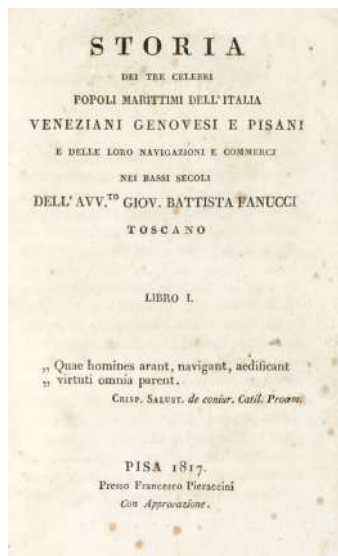 STORIA
DEI TRE CELEBRI
POPOLI MARITTIMI DELL'ITALIA
VENEZIANI GENOVESI E PISANI
E DELLE LORO NAVIGAZIONI E COMMERCJ
NEI BASSI SECOLI
DELL' AVV.TO GIOV. BATTISTA FANUCCI
TOSCANO
LIBRO I.
„ Quae homines arant, navigant, aedificant
„ virtuti omnia parent.
CRISP. SALUST. de coniur. Catil. Proœm.
PISA 1817.
Presso Francesco Pieraccini
Con Approvazione.